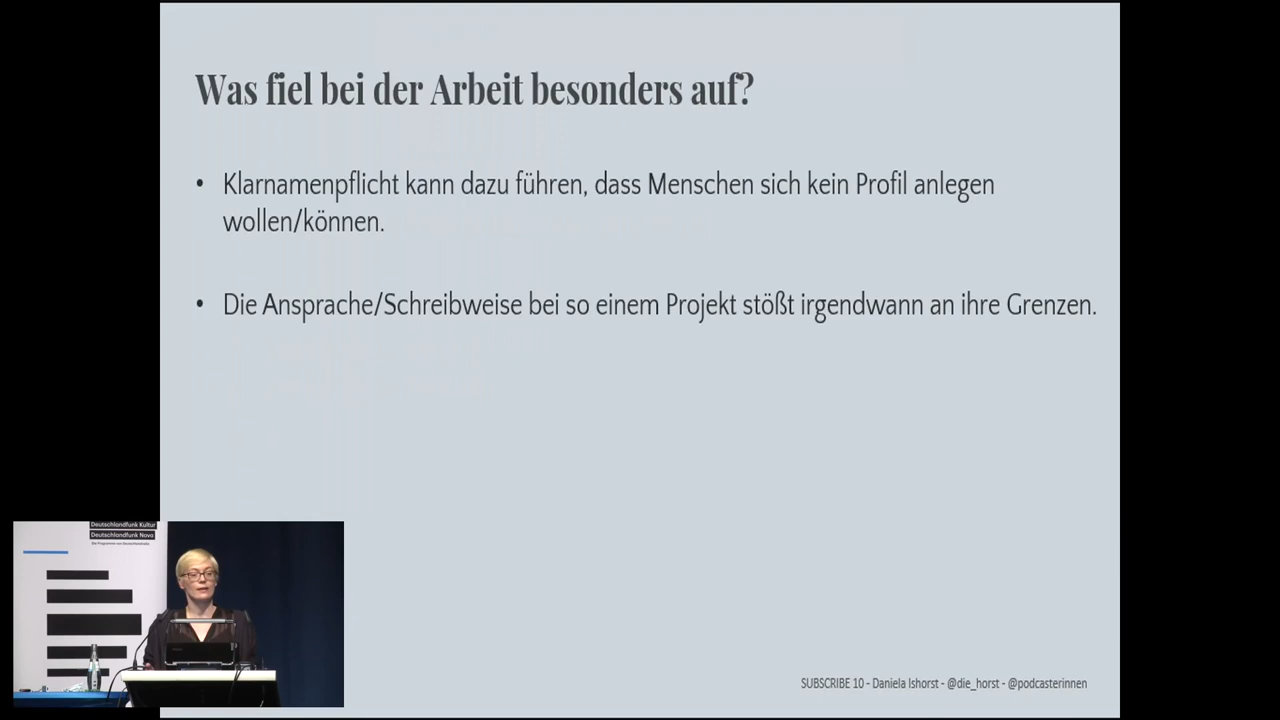 Was fiel bei der Arbeit besonders auf?
• Klarnamenpflicht kann dazu führen, dass Menschen sich kein Profil anlegen
wollen/können.
• Die Ansprache/Schreibweise bei so einem Projekt stößt irgendwann an ihre Grenzen.
Deutschlandfunk Kultur
Deutschlandfunk Nova
SUBSCRIBE 10 - Daniela Ishorst - @die_horst - @podcasterinnen